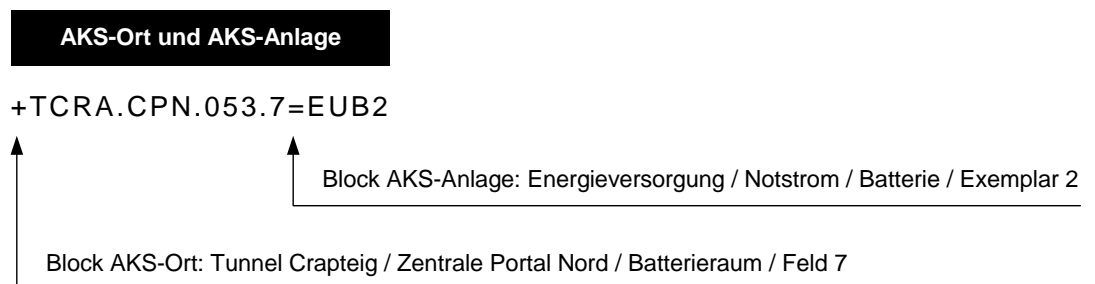 AKS-Ort und AKS-Anlage
+TCRA.CPN.053.7=EUB2
Block AKS-Anlage: Energieversorgung / Notstrom / Batterie / Exemplar 2
Block AKS-Ort: Tunnel Crapteig / Zentrale Portal Nord / Batterieraum / Feld 7